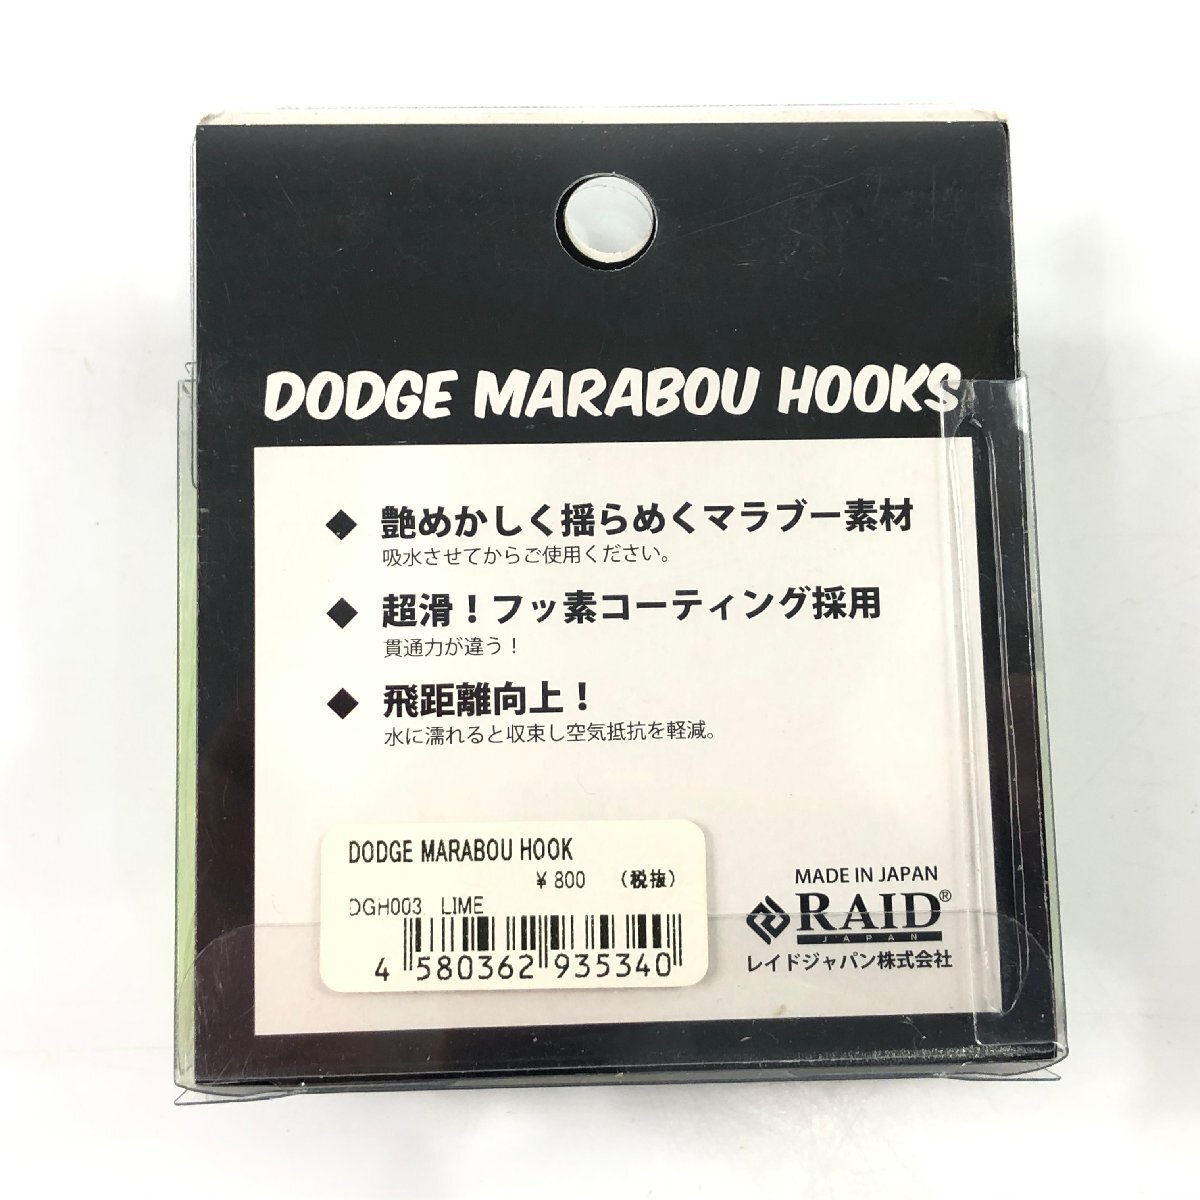 DODGE MARABOU HOOKS
◆ 艶めかしく揺らめくマラブー素材
吸水させてからご使用ください。
◆ 超滑！フッ素コーティング採用
貫通力が違う！
◆ 飛距離向上！
水に濡れると収束し空気抵抗を軽減。
DODGE MARABOU HOOK
¥ 800 （税抜）
DGH003 LIME
4 580362 935340
MADE IN JAPAN
RAID®
JAPAN
レイドジャパン株式会社